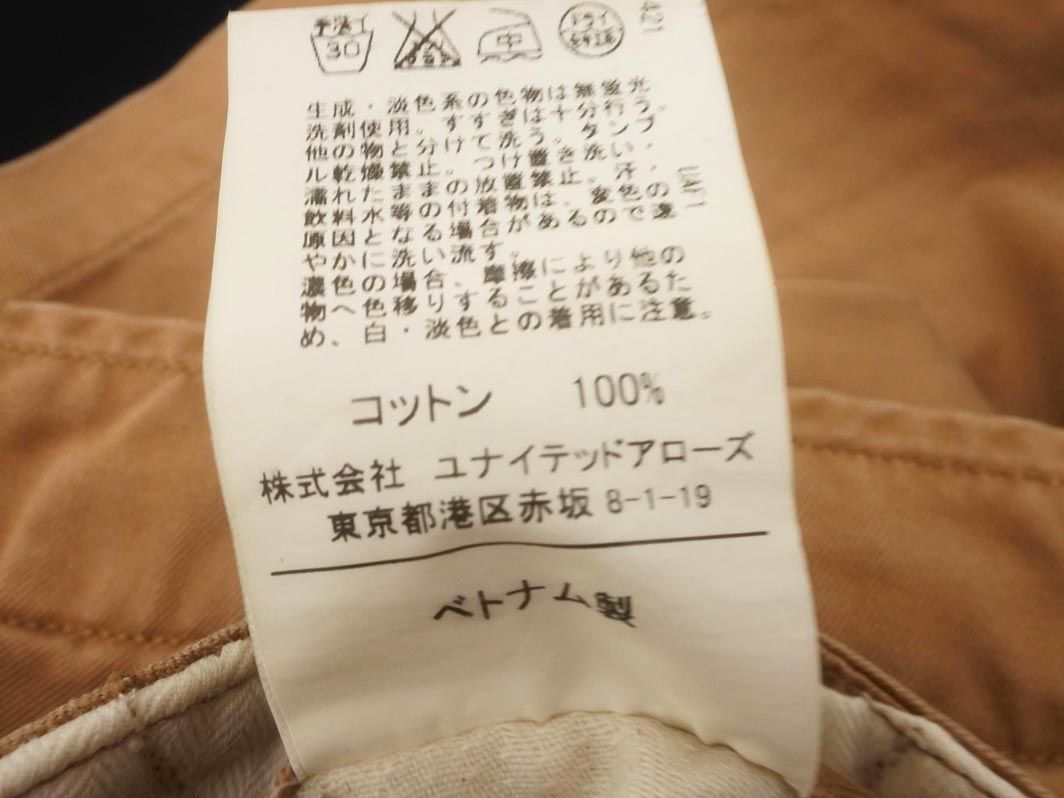 手洗イ
30
中
ドライ
セキユ系
421
生成・淡色系の色物は無蛍光
洗剤使用。すすぎは十分行う。
他の物と分けて洗う。タンブ
ル乾燥禁止。つけ置き洗い・
濡れたままの放置禁止。汗・
飲料水等の付着物は、変色の
原因となる場合があるので速
やかに洗い流す。
濃色の場合、摩擦により他の
物へ色移りすることがあるた
め、白・淡色との着用に注意。
UAF1
コットン 100%
株式会社 ユナイテッドアローズ
東京都港区赤坂 8-1-19
ベトナム製